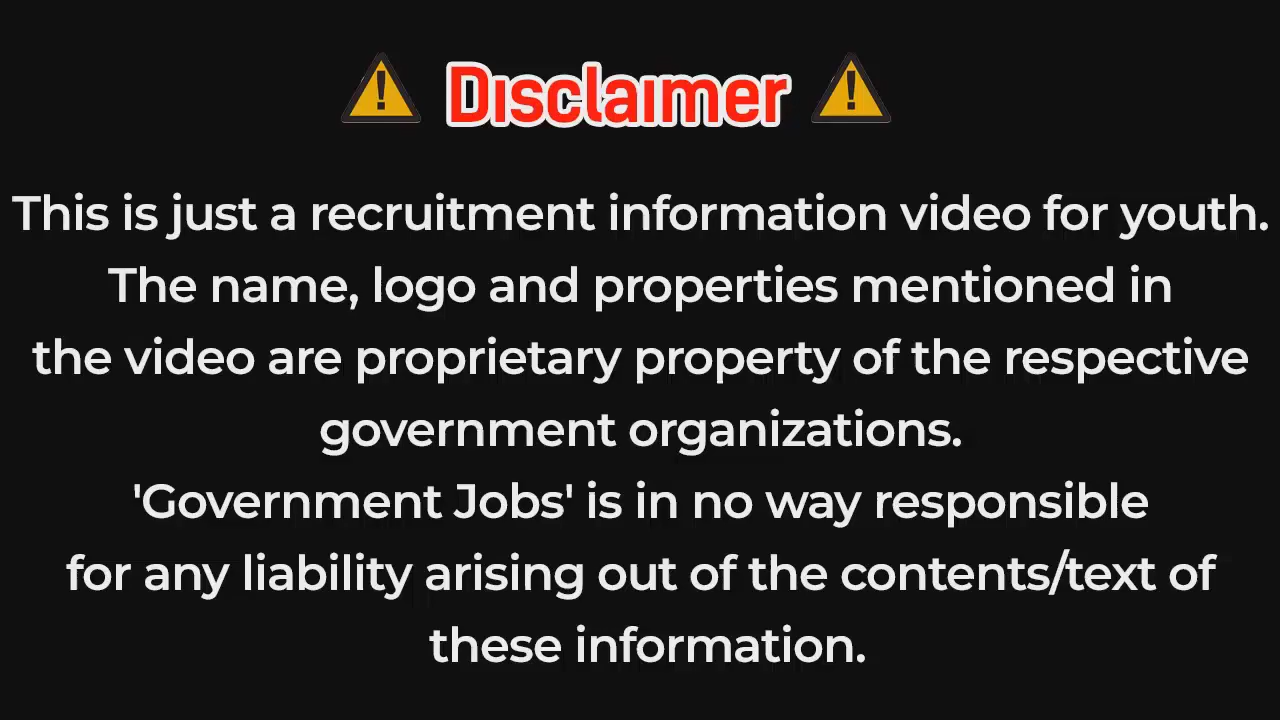 Disclaimer
This is just a recruitment information video for youth.
The name, logo and properties mentioned in
the video are proprietary property of the respective
government organizations.
'Government Jobs' is in no way responsible
for any liability arising out of the contents/text of
these information.